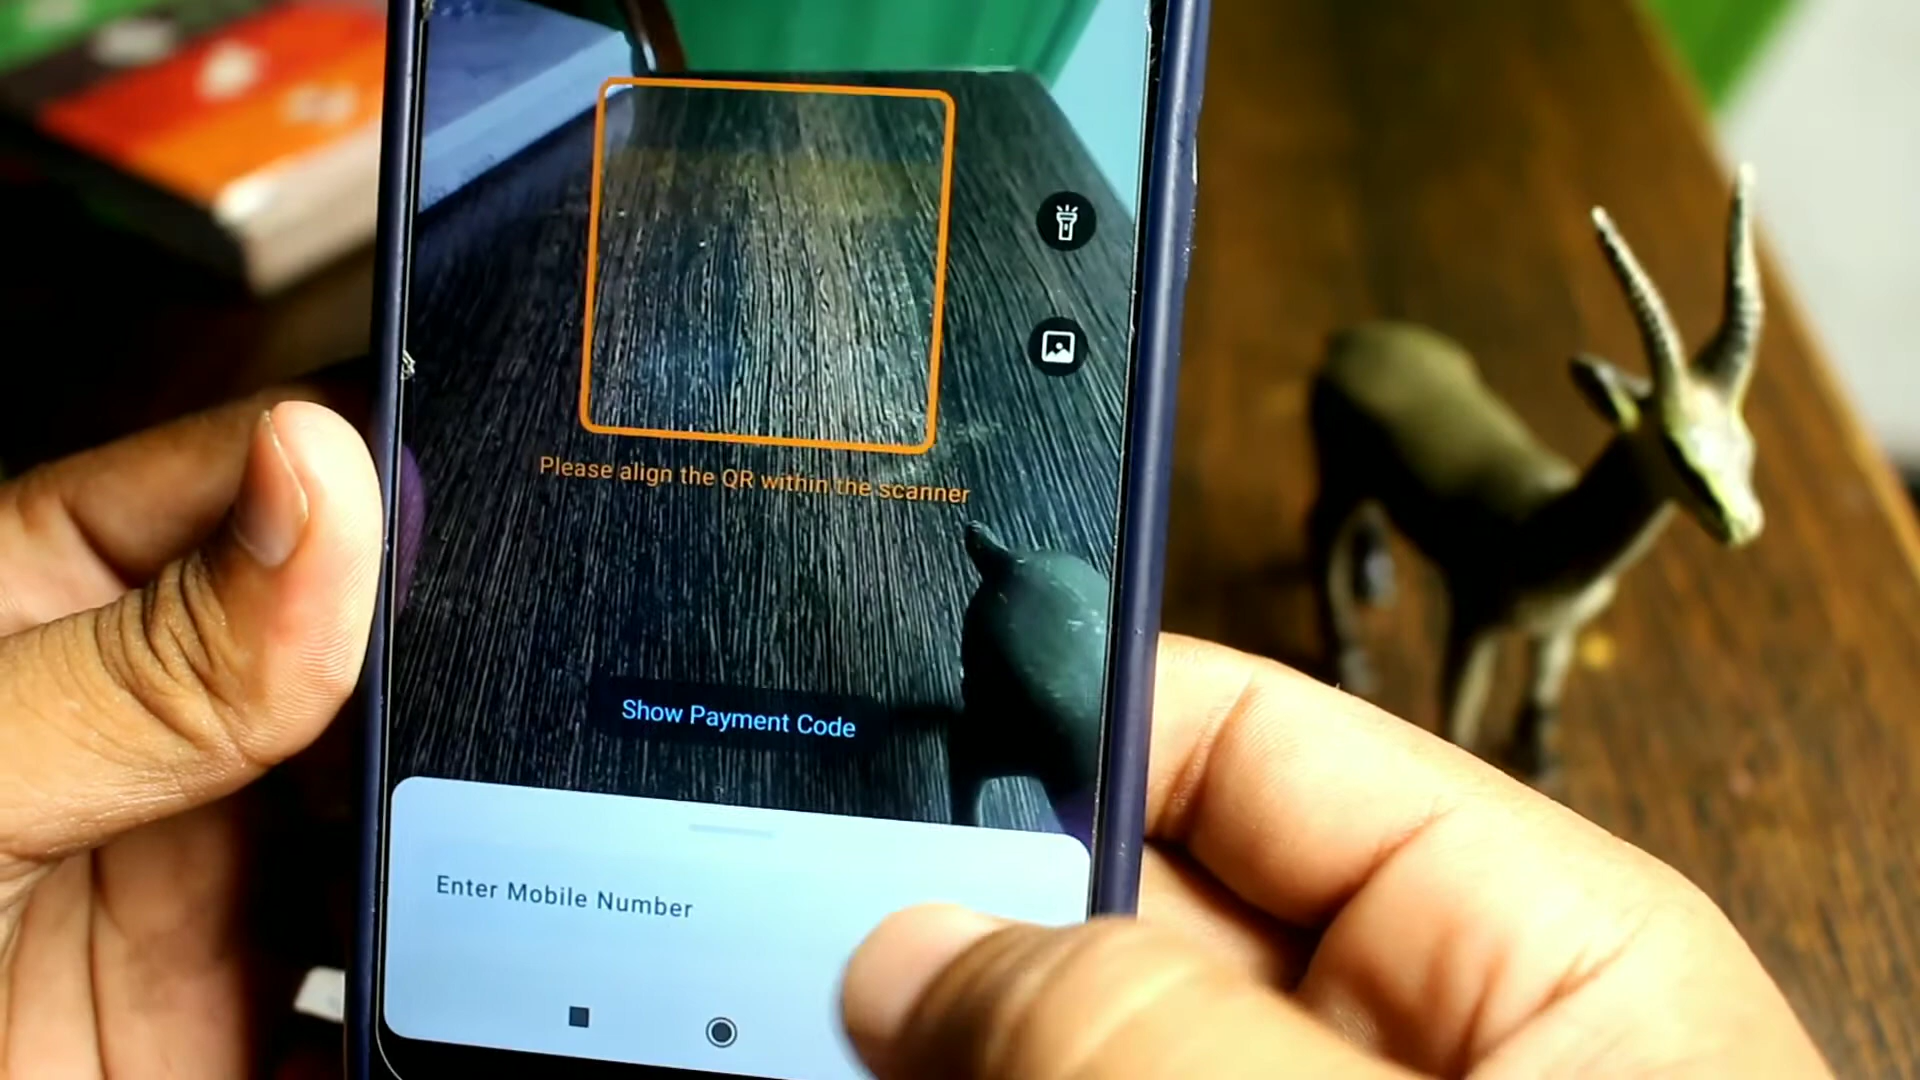 Please align the QR within the scanner
Show Payment Code
Enter Mobile Number